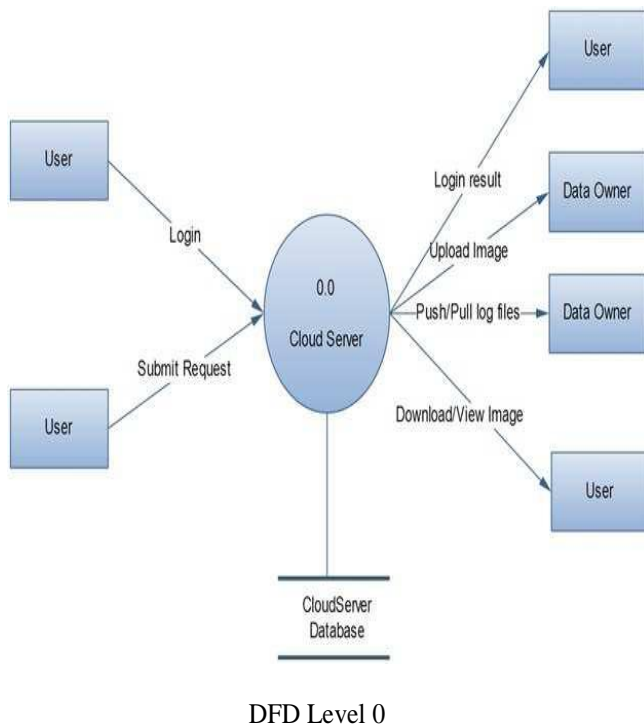 User
User
Login result
Data Owner
Login
Upload Image
0.0
Push/Pull log files
Data Owner
Cloud Server
Submit Request
Download/View Image
User
User
CloudServer
Database
DFD Level 0